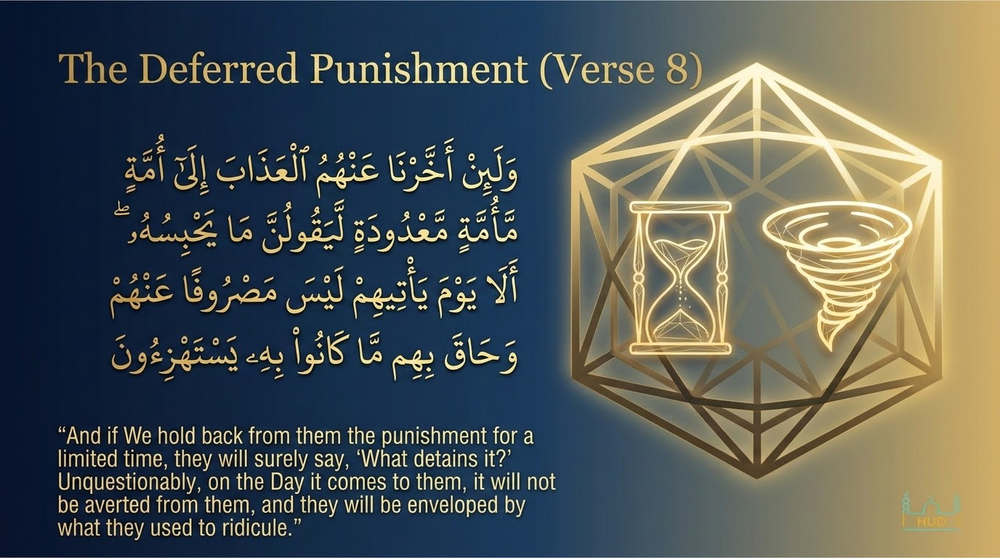 The Deferred Punishment (Verse 8)
وَلَئِنْ أَخَّرْنَا عَنْهُمُ ٱلْعَذَابَ إِلَىٰٓ أُمَّةٍ
مَّأُمَّةٍ مَّعْدُودَةٍ لَّيَقُولُنَّ مَا يَحْبِسُهُۥ ۖ
أَلَا يَوْمَ يَأْتِيهِمْ لَيْسَ مَصْرُوفًا عَنْهُمْ
وَحَاقَ بِهِم مَّا كَانُوا۟ بِهِۦ يَسْتَهْزِءُونَ
“And if We hold back from them the punishment for a
limited time, they will surely say, ‘What detains it?’
Unquestionably, on the Day it comes to them, it will not
be averted from them, and they will be enveloped by
what they used to ridicule.”
HUD